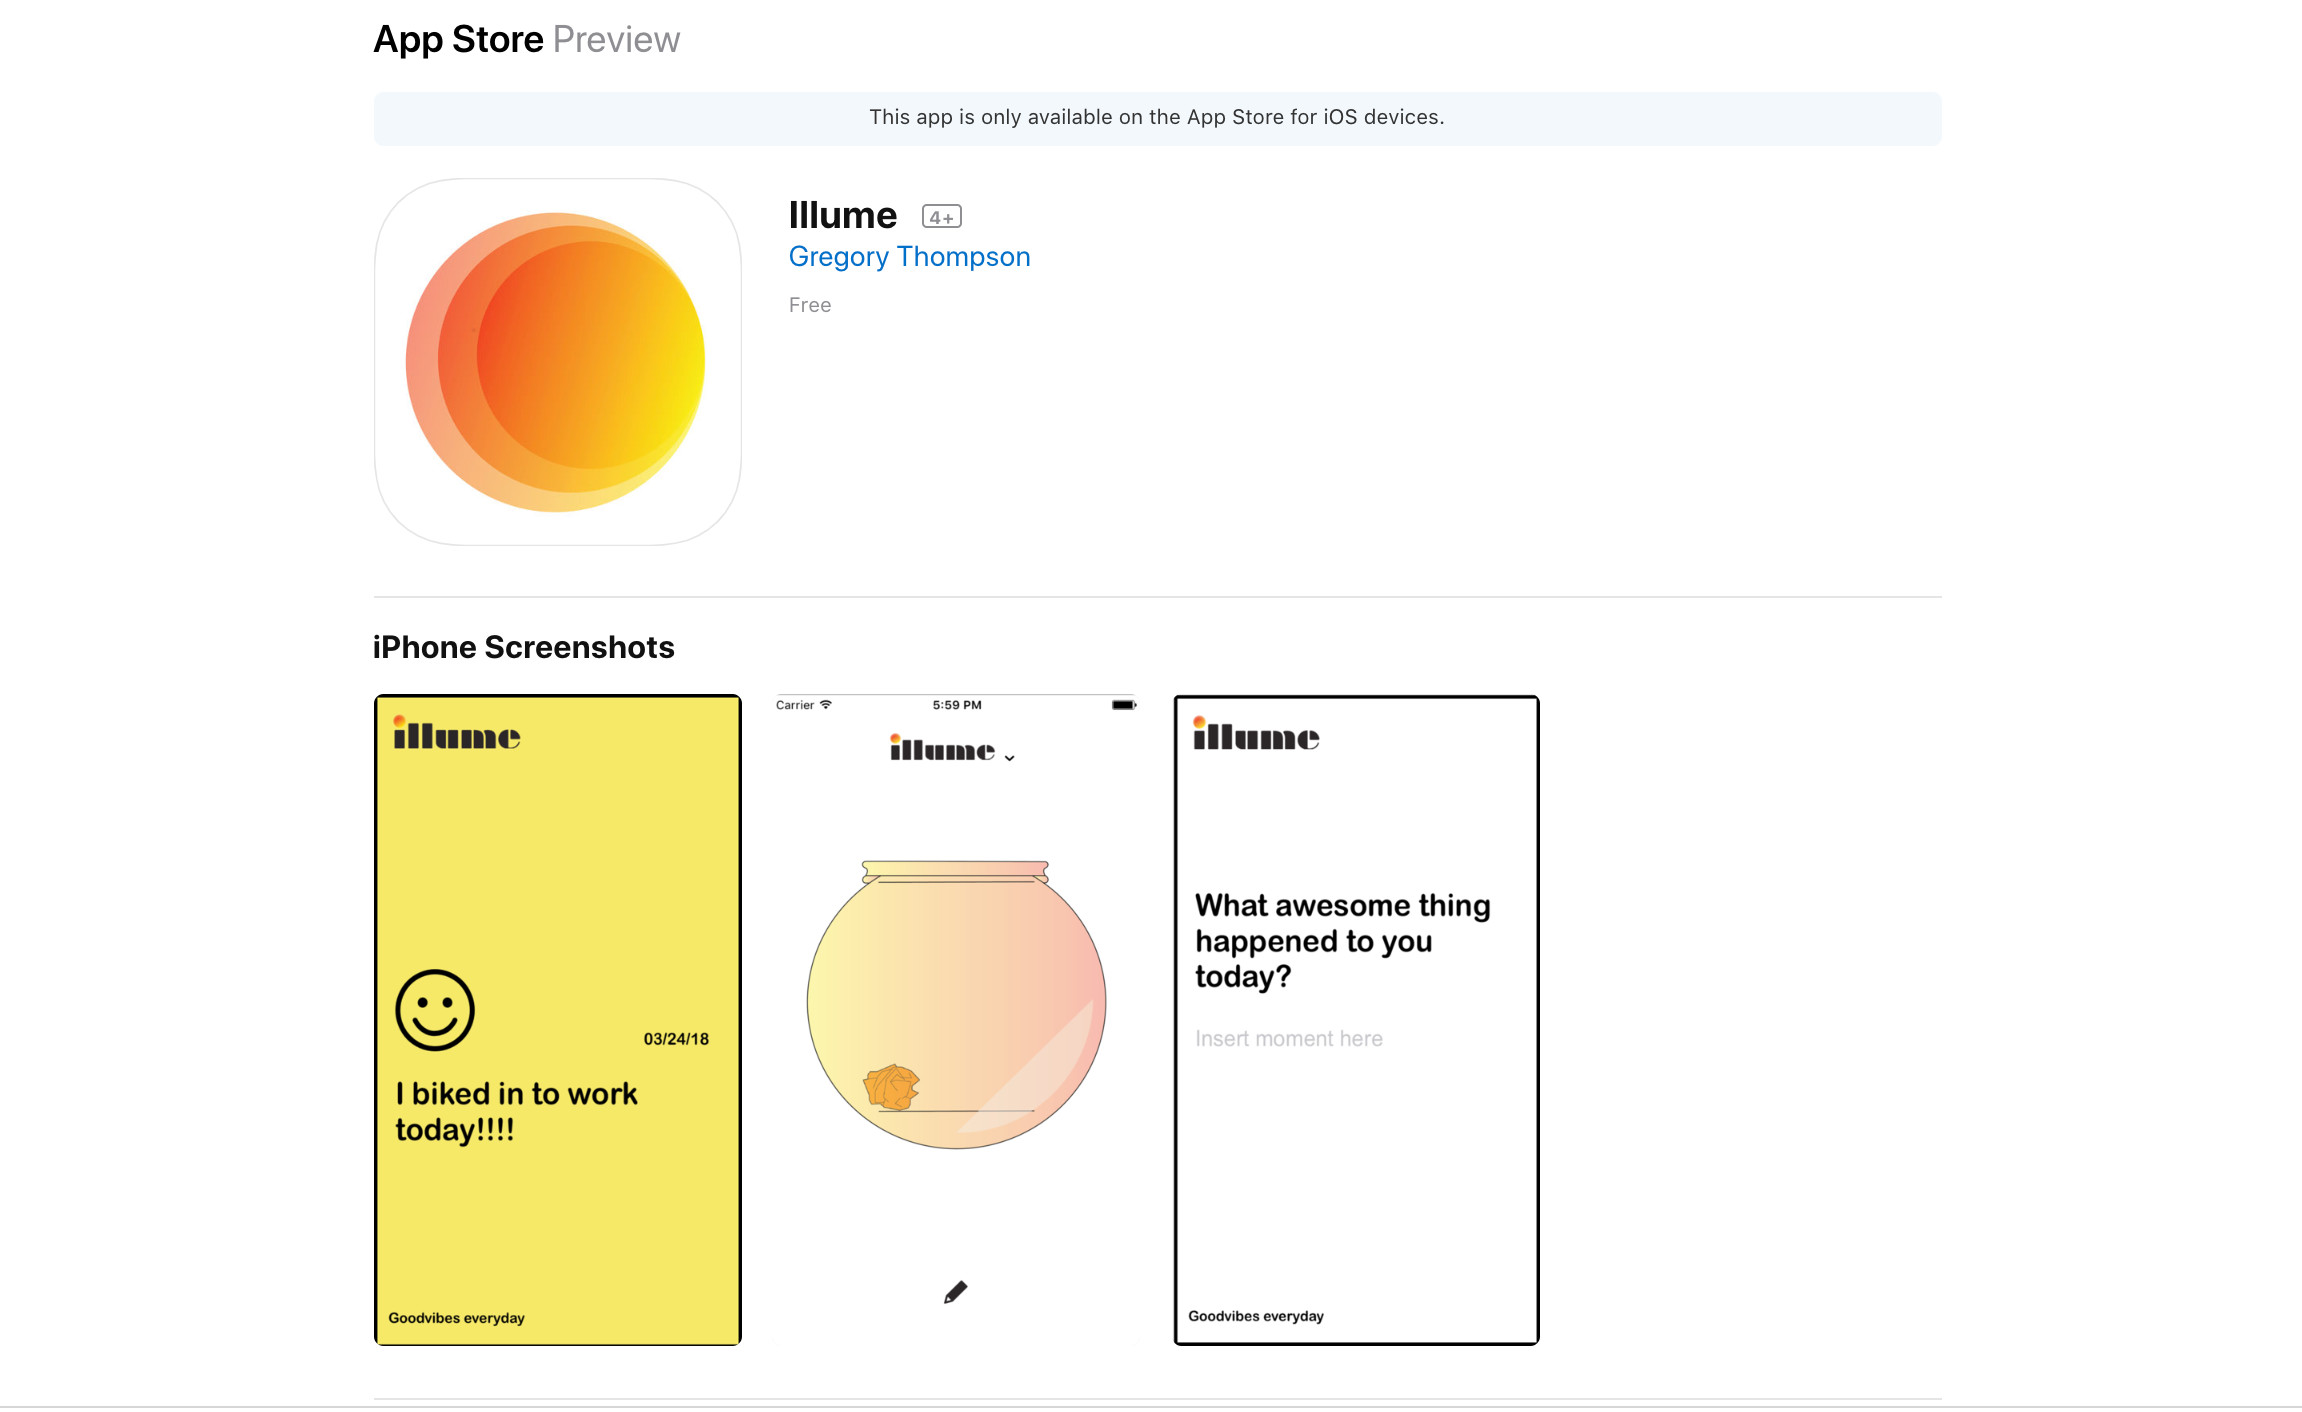 App Store Preview
This app is only available on the App Store for iOS devices.
Illume 4+
Gregory Thompson
Free
iPhone Screenshots
illume
03/24/18
I biked in to work
today!!!!
Goodvibes everyday
Carrier 5:59 PM
illume
illume
What awesome thing
happened to you
today?
Insert moment here
Goodvibes everyday